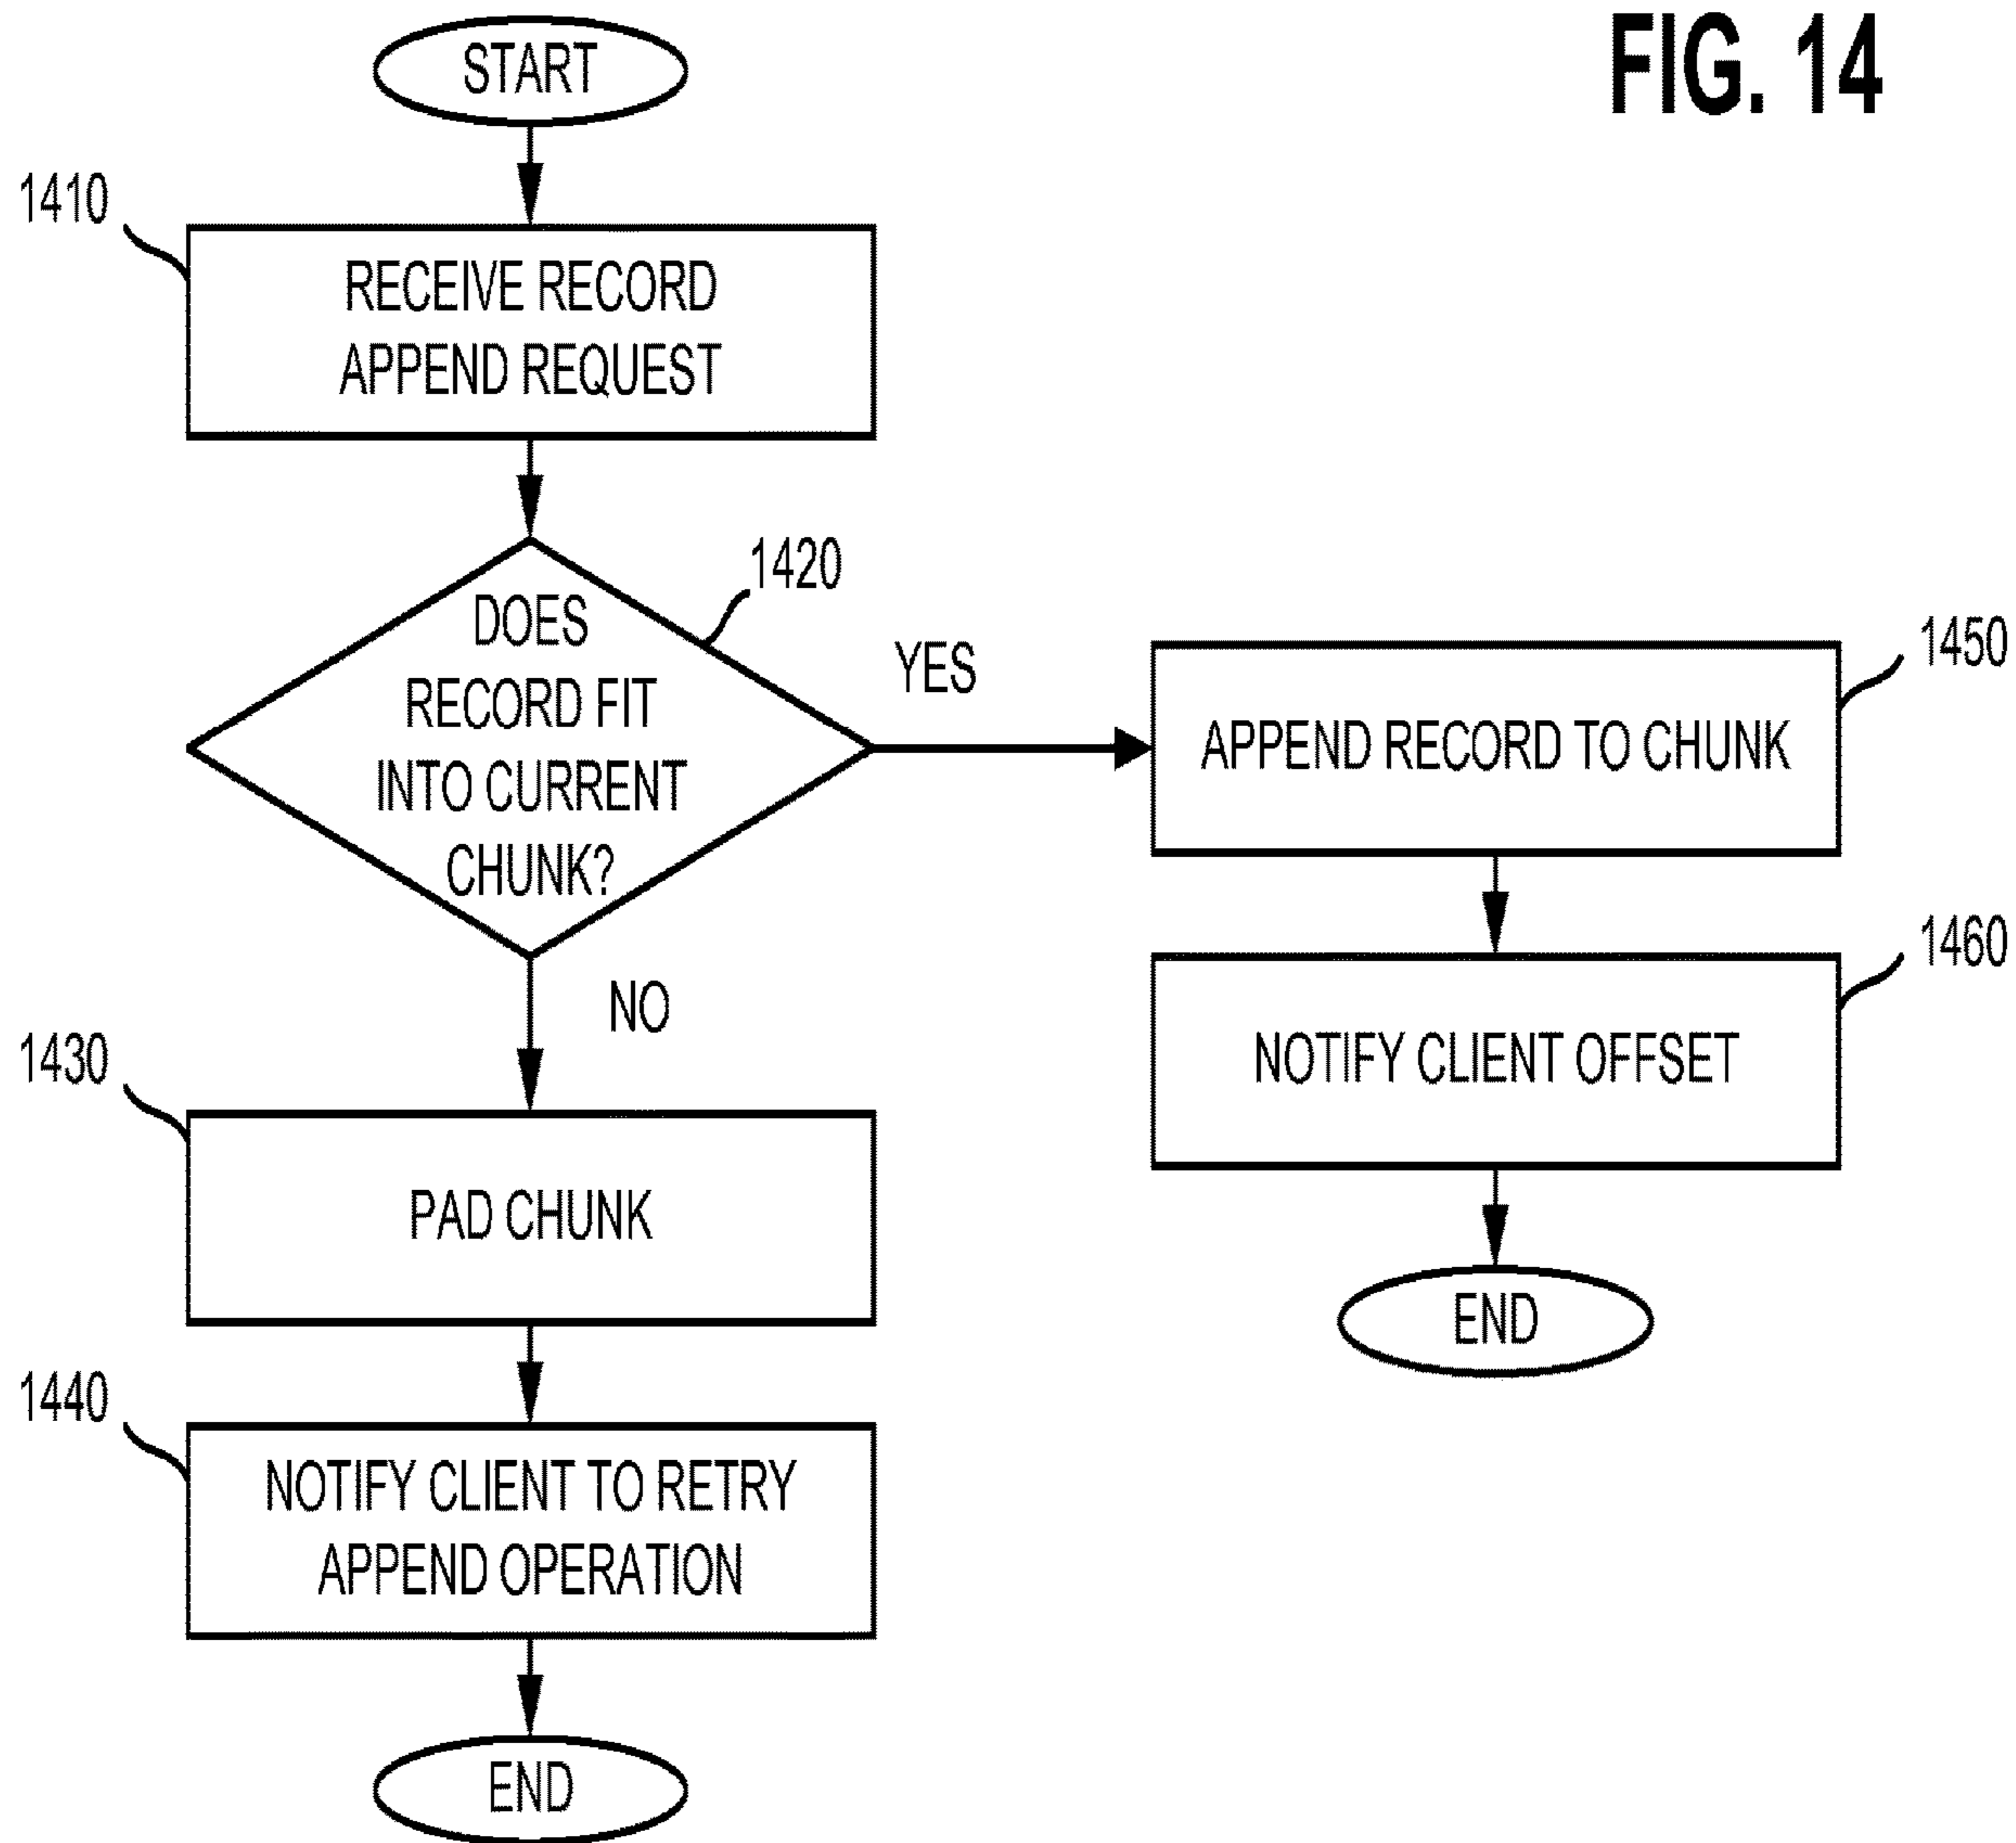 FIG. 14
START
1410
RECEIVE RECORD
APPEND REQUEST
1420
DOES
RECORD FIT
INTO CURRENT
CHUNK?
YES
1450
APPEND RECORD TO CHUNK
1460
NOTIFY CLIENT OFFSET
END
NO
1430
PAD CHUNK
1440
NOTIFY CLIENT TO RETRY
APPEND OPERATION
END